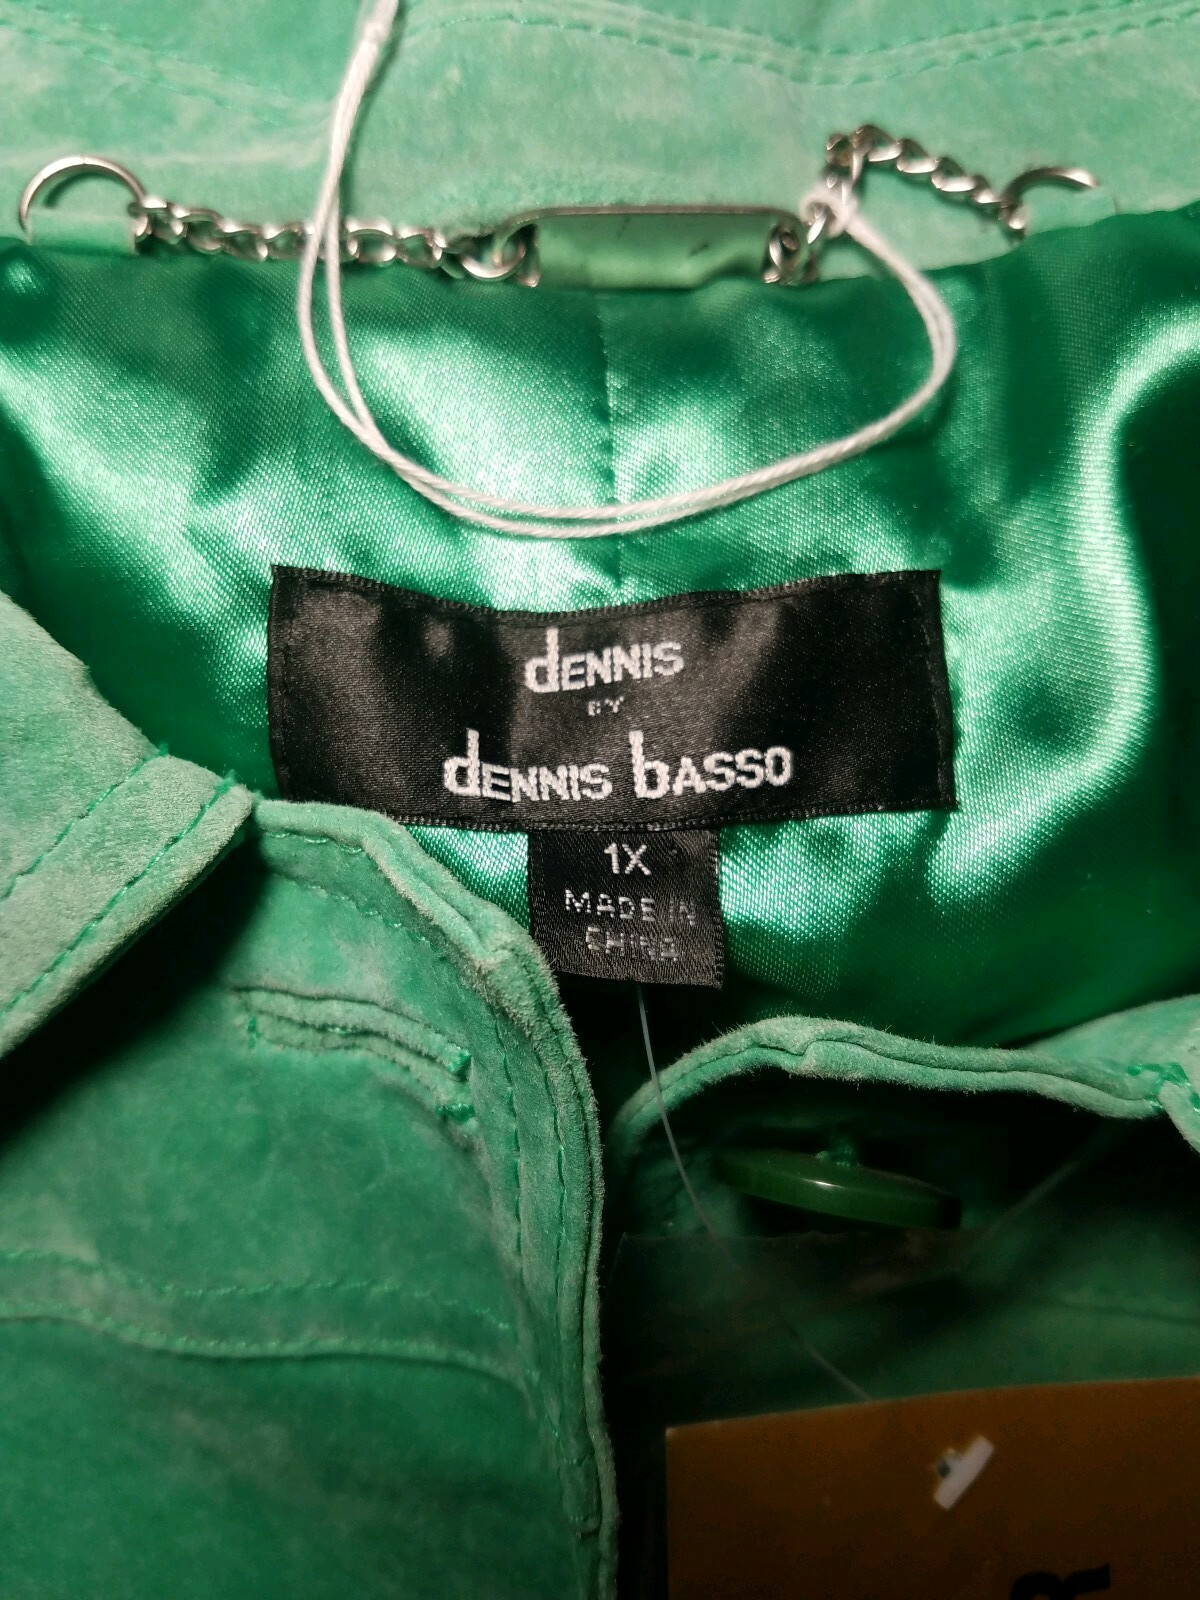 dENNIS
BY
dENNIS bASSO
1X
MADE IN
CHINA
R